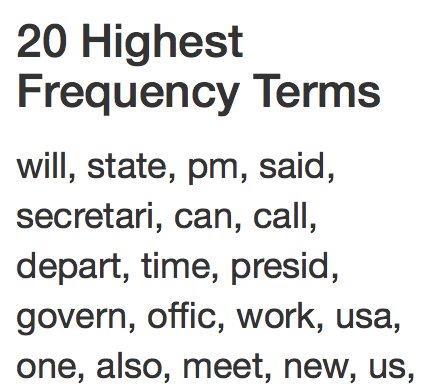 20 Highest
Frequency Terms
will, state, pm, said,
secretari, can, call,
depart, time, presid,
govern, offic, work, usa,
one, also, meet, new, us,